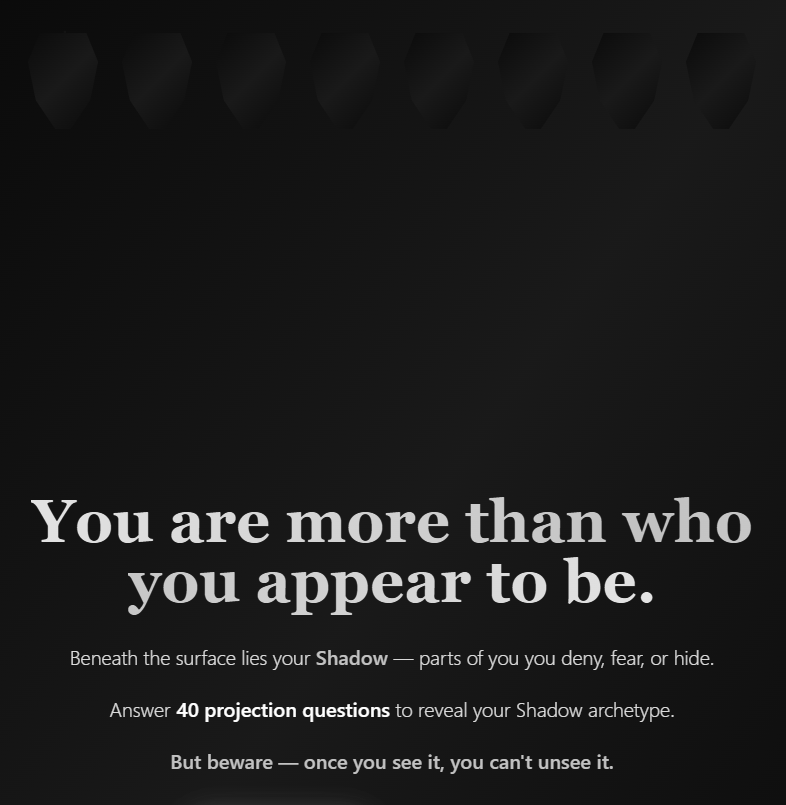 You are more than who
you appear to be.
Beneath the surface lies your Shadow — parts of you you deny, fear, or hide.
Answer 40 projection questions to reveal your Shadow archetype.
But beware — once you see it, you can't unsee it.